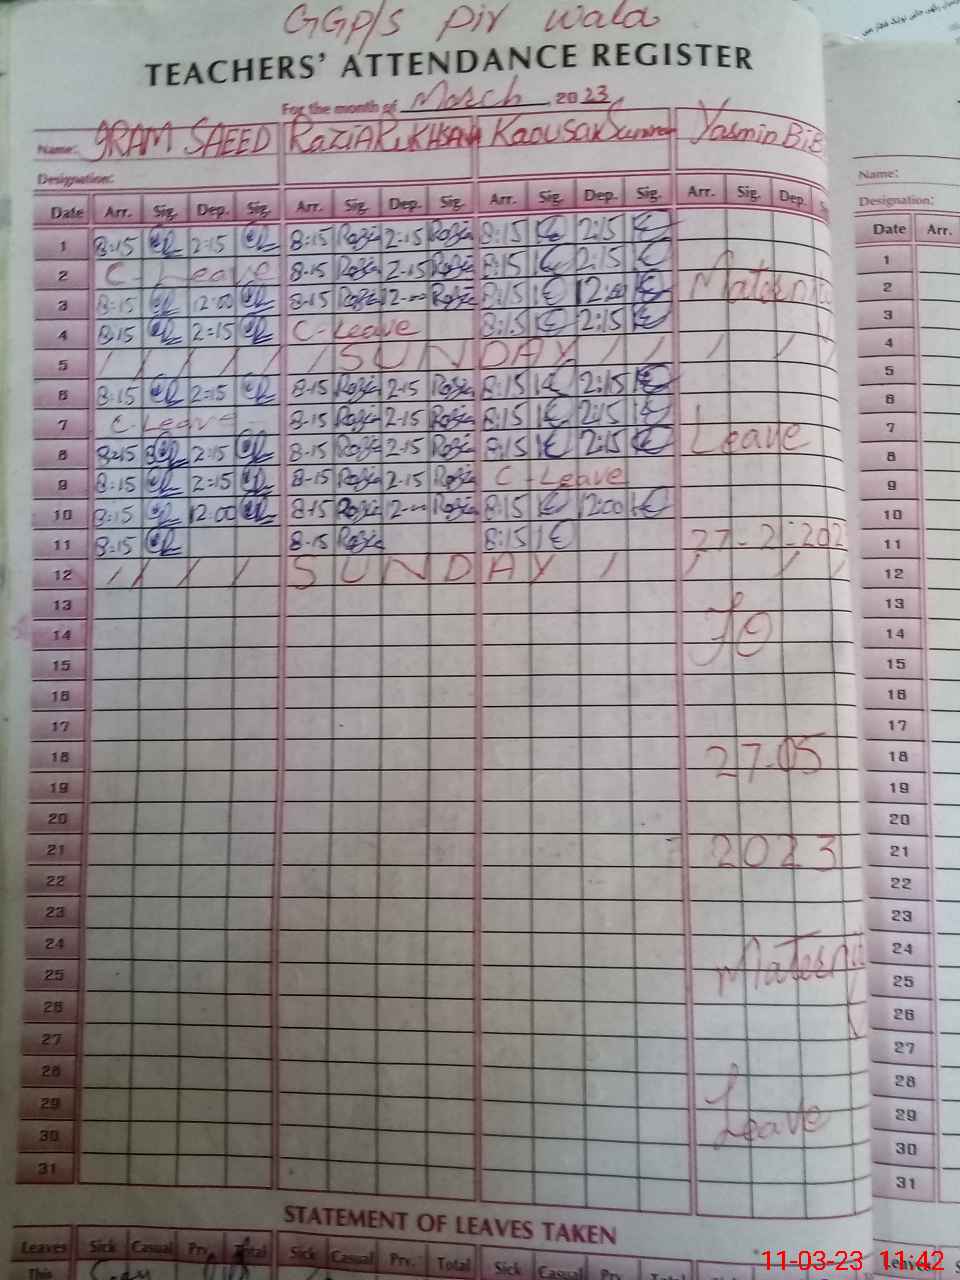 GGP/S Pir Wala
TEACHERS' ATTENDANCE REGISTER
For the month of March 2023
Name: IRAM SAEED RAZIA RUKHSANA Kaousar Yasmin BiB
Name:
Designation:
Designation:
Date Arr. Sig. Dep. Sig. Arr. Sig. Dep. Sig. Arr. Sig. Dep. Sig. Arr. Sig. Dep.
Date Arr.
1 8:15 2:15 8:15 Razia 2-15 Razia 8:15 2:15
2 C-Leave 8-15 Razia 2-15 Razia 8:15 2:15
3 8:15 12:00 8-15 Razia 12-00 Razia 8:15 12:00 Materni
4 8:15 2:15 C-Leave 8:15 2:15
5 / / / / / SUNDAY / / / / /
6 8:15 2:15 8-15 Razia 2-15 Razia 8:15 2:15
7 C-Leave 8-15 Razia 2-15 Razia 8:15 2:15
8 8:15 2:15 8-15 Razia 2-15 Razia 8:15 2:15 Leave
9 8:15 2:15 8-15 Razia 2-15 Razia C-Leave
10 8:15 12:00 8-15 Razia 12-00 Razia 8:15 12:00
11 8:15 8-15 Razia 8:15 27-2-202
12 / / / / SUNDAY / / / /
13
14 To
15
16
17
18 27-05
19
20
21 2023
22
23
24
25 Materni
26
27
28
29
30 Leave
31
1
2
3
4
5
6
7
8
9
10
11
12
13
14
15
16
17
18
19
20
21
22
23
24
25
26
27
28
29
30
31
STATEMENT OF LEAVES TAKEN
Leaves Sick Casual Prv. Total Sick Casual Prv. Total Sick Casual Prv. Total
Leaves
This
11-03-23 11:42